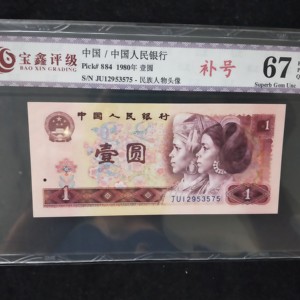 宝鑫评级
BAO XIN GRADING
中国 / 中国人民银行
Pick# 884 1980年 壹圆
S/N JU12953575 - 民族人物头像
补号
67
Superb Gem Unc
中国人民银行
壹圆
1
1
JU12953575